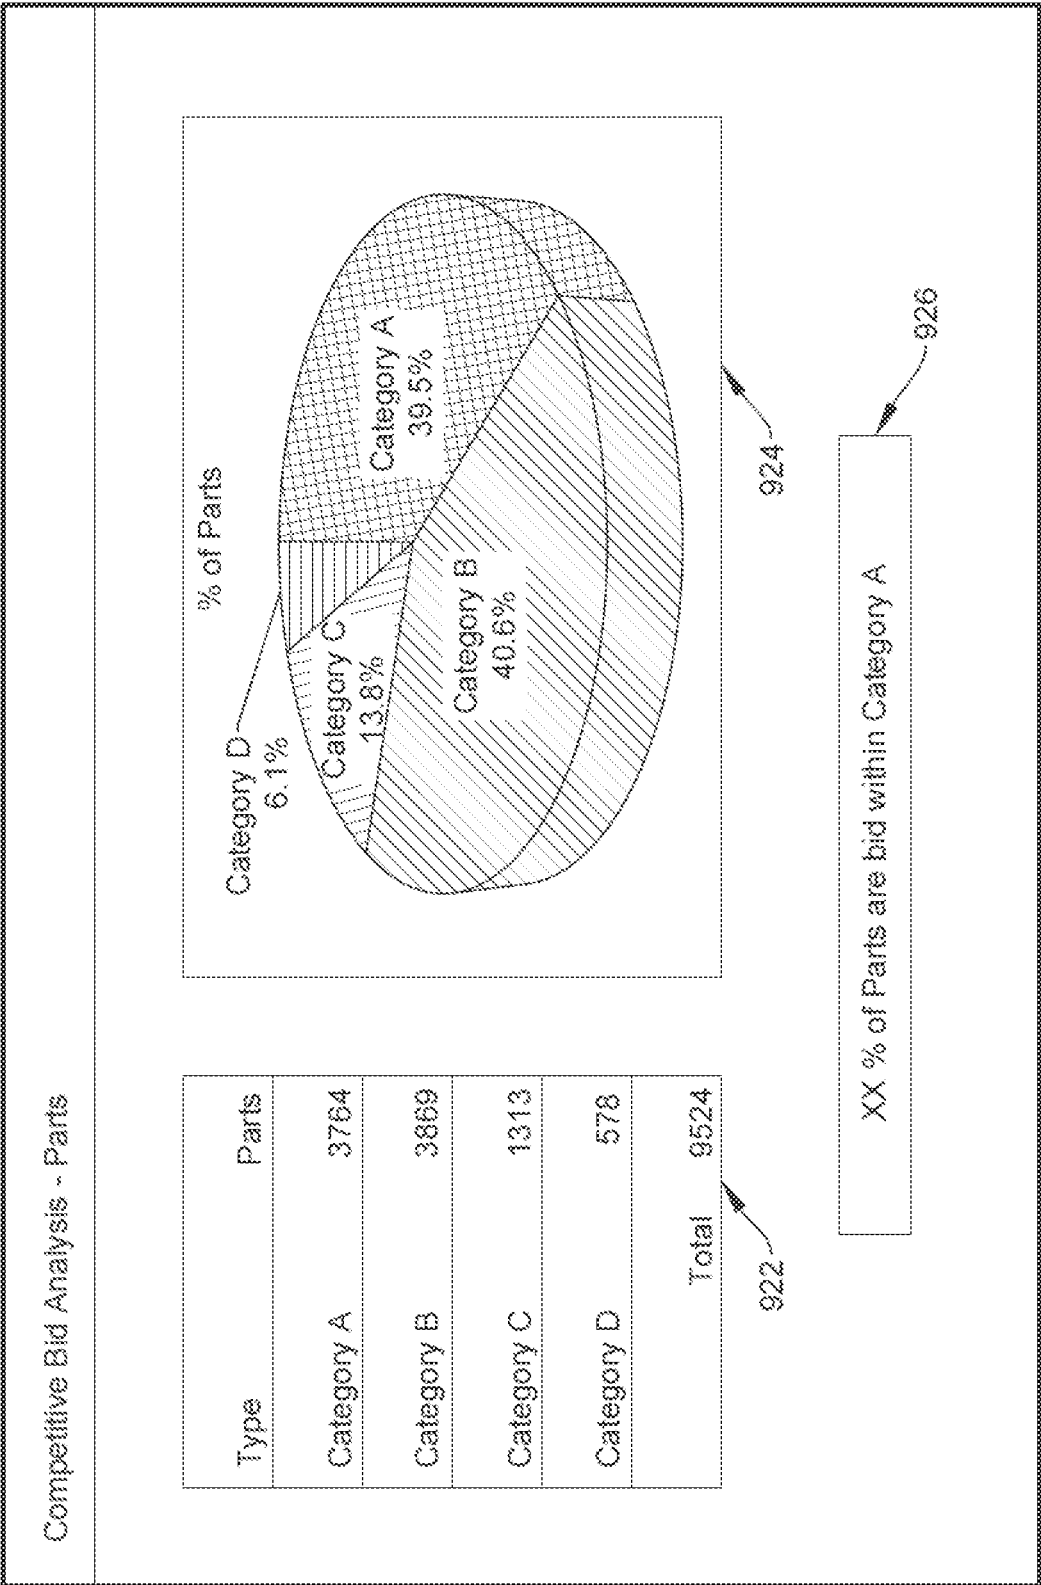 Competitive Bid Analysis - Parts
Type Parts
Category A 3764
Category B 3869
Category C 1313
Category D 578
Total 9524
922
% of Parts
Category D
6.1%
Category C
13.8%
Category A
39.5%
Category B
40.6%
924
XX % of Parts are bid within Category A
926